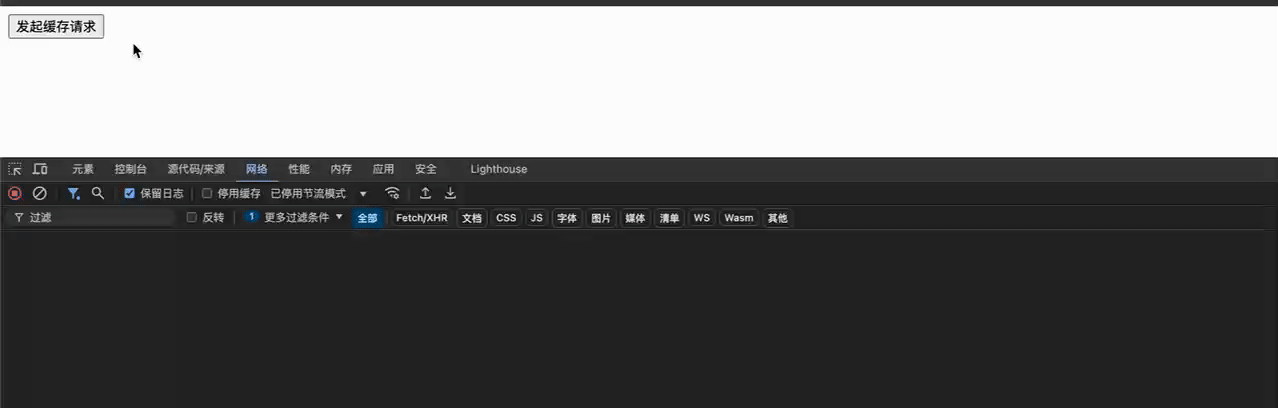 发起缓存请求
元素 控制台 源代码/来源 网络 性能 内存 应用 安全 Lighthouse
保留日志 停用缓存 已停用节流模式
过滤 反转 1 更多过滤条件 全部 Fetch/XHR 文档 CSS JS 字体 图片 媒体 清单 WS Wasm 其他